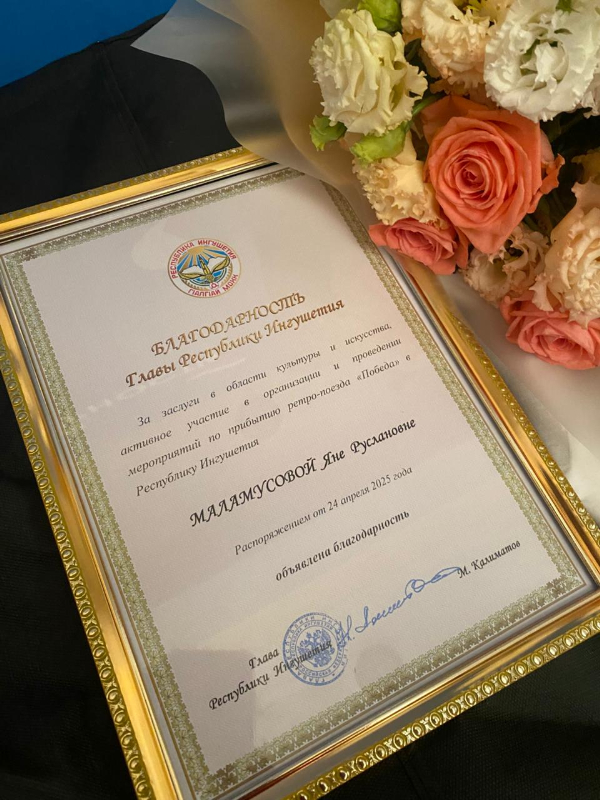 РЕСПУБЛИКА ИНГУШЕТИЯ
ГIАЛГIАЙ МОХК
БЛАГОДАРНОСТЬ
Главы Республики Ингушетия
За заслуги в области культуры и искусства,
активное участие в организации и проведении
мероприятий по прибытию ретро-поезда «Победа» в
Республику Ингушетия
МАЛАМУСОВОЙ Яне Руслановне
Распоряжением от 24 апреля 2025 года
объявлена благодарность
Глава
Республики Ингушетия
М. Калиматов